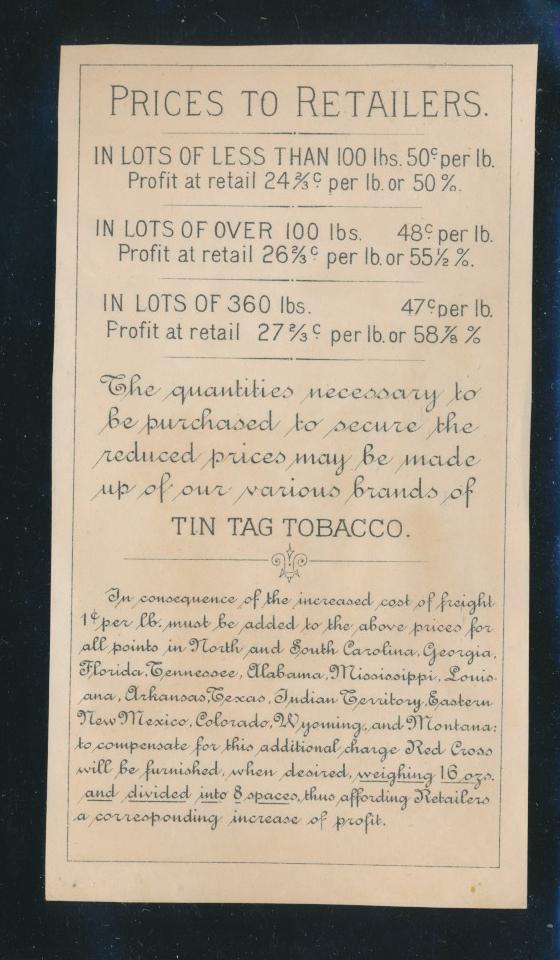 PRICES TO RETAILERS.
IN LOTS OF LESS THAN 100 lbs. 50¢ per lb.
Profit at retail 24⅔¢ per lb. or 50%.
IN LOTS OF OVER 100 lbs. 48¢ per lb.
Profit at retail 26⅔¢ per lb. or 55½%.
IN LOTS OF 360 lbs. 47¢ per lb.
Profit at retail 27⅔¢ per lb. or 58⅞%
The quantities necessary to
be purchased to secure the
reduced prices may be made
up of our various brands of
TIN TAG TOBACCO.
In consequence of the increased cost of freight
1¢ per lb. must be added to the above prices for
all points in North and South Carolina, Georgia,
Florida, Tennessee, Alabama, Mississippi, Louis-
ana, Arkansas, Texas, Indian Territory, Eastern
New Mexico, Colorado, Wyoming, and Montana:
to compensate for this additional charge Red Cross
will be furnished, when desired, weighing 16 ozs.
and divided into 8 spaces, thus affording Retailers
a corresponding increase of profit.